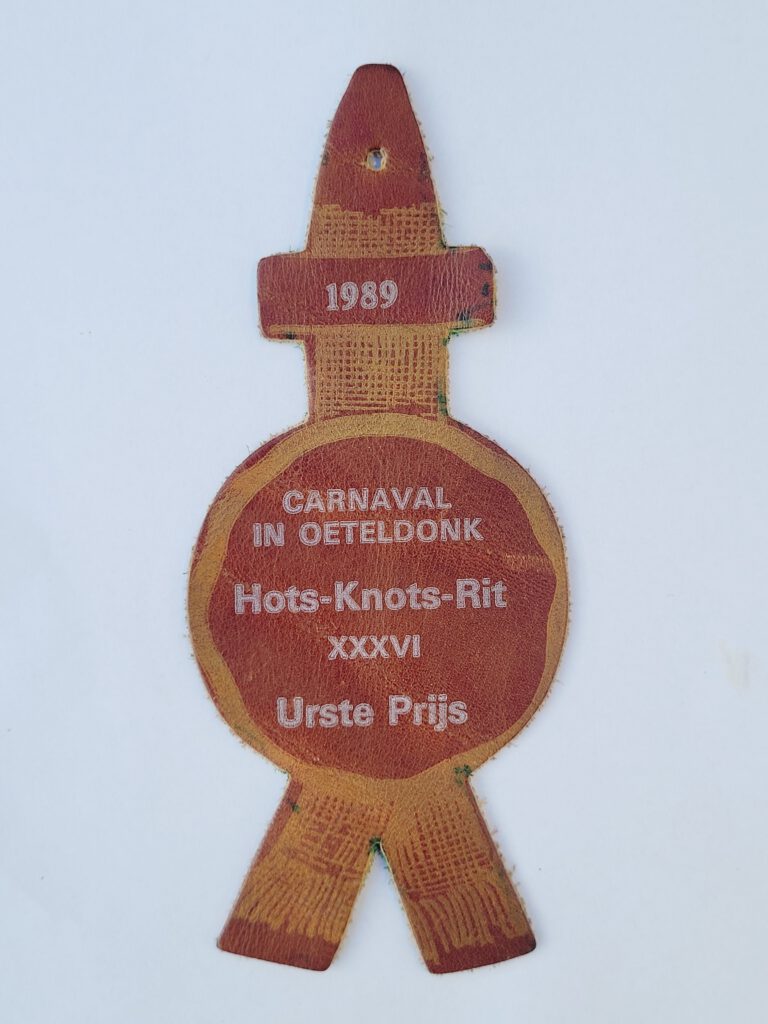 1989
CARNAVAL
IN OETELDONK
Hots-Knots-Rit
XXXVI
Urste Prijs